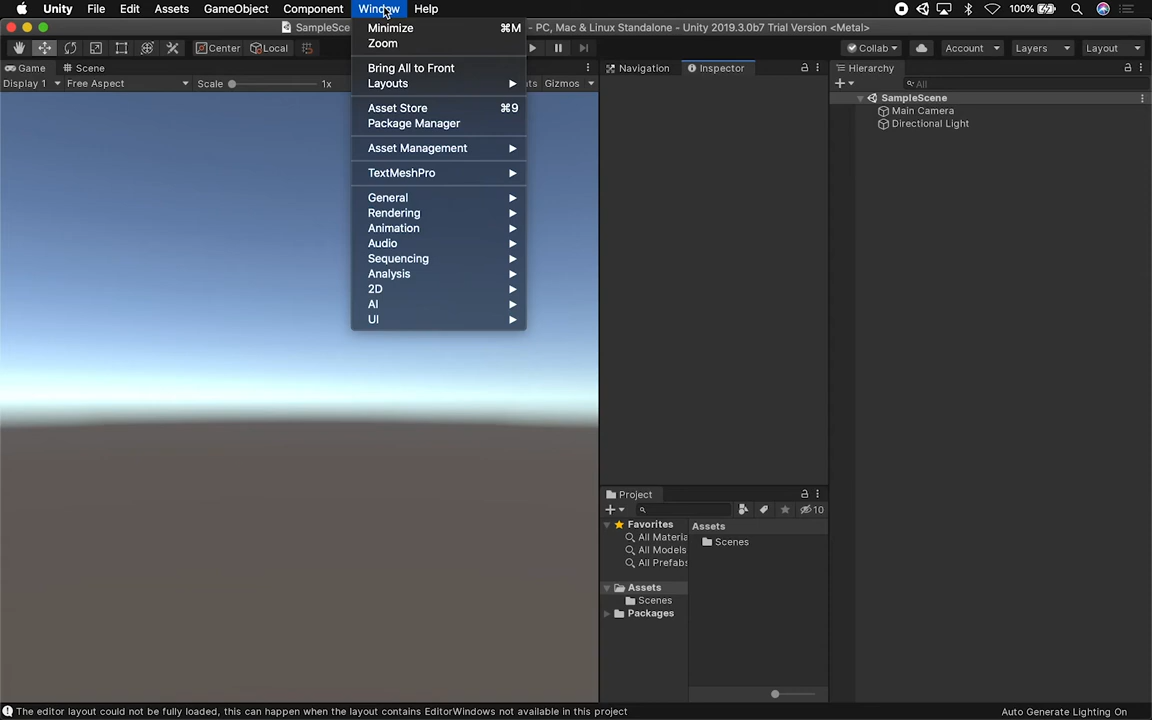 Unity File Edit Assets GameObject Component Window Help 100%
SampleSce - PC, Mac & Linux Standalone - Unity 2019.3.0b7 Trial Version <Metal>
Center Local Collab Account Layers Layout
Minimize ⌘M
Zoom
Bring All to Front
Layouts
Asset Store ⌘9
Package Manager
Asset Management
TextMeshPro
General
Rendering
Animation
Audio
Sequencing
Analysis
2D
AI
UI
Game Scene
Display 1 Free Aspect Scale 1x ts Gizmos
Navigation Inspector
Hierarchy
All
SampleScene
Main Camera
Directional Light
Project
10
Favorites
All Materia
All Models
All Prefabs
Assets
Scenes
Packages
Assets
Scenes
The editor layout could not be fully loaded, this can happen when the layout contains EditorWindows not available in this project
Auto Generate Lighting On